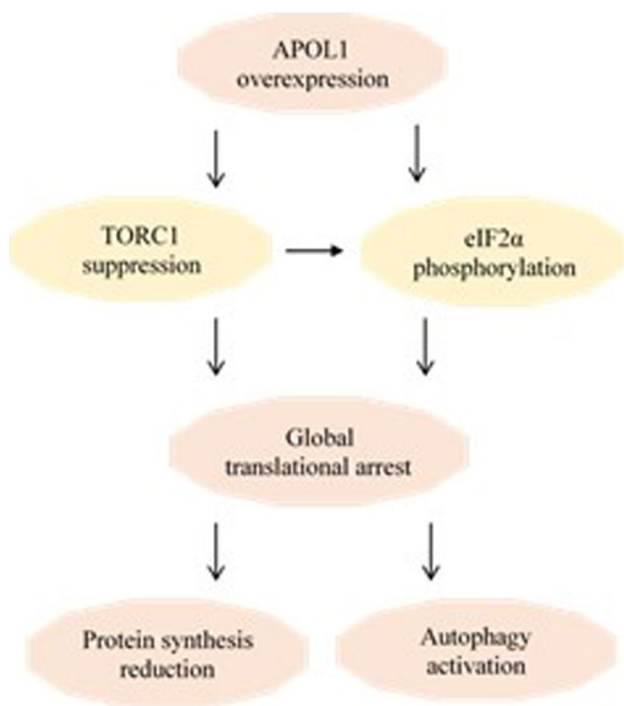 APOL1
overexpression
TORC1
suppression
eIF2α
phosphorylation
Global
translational arrest
Protein synthesis
reduction
Autophagy
activation